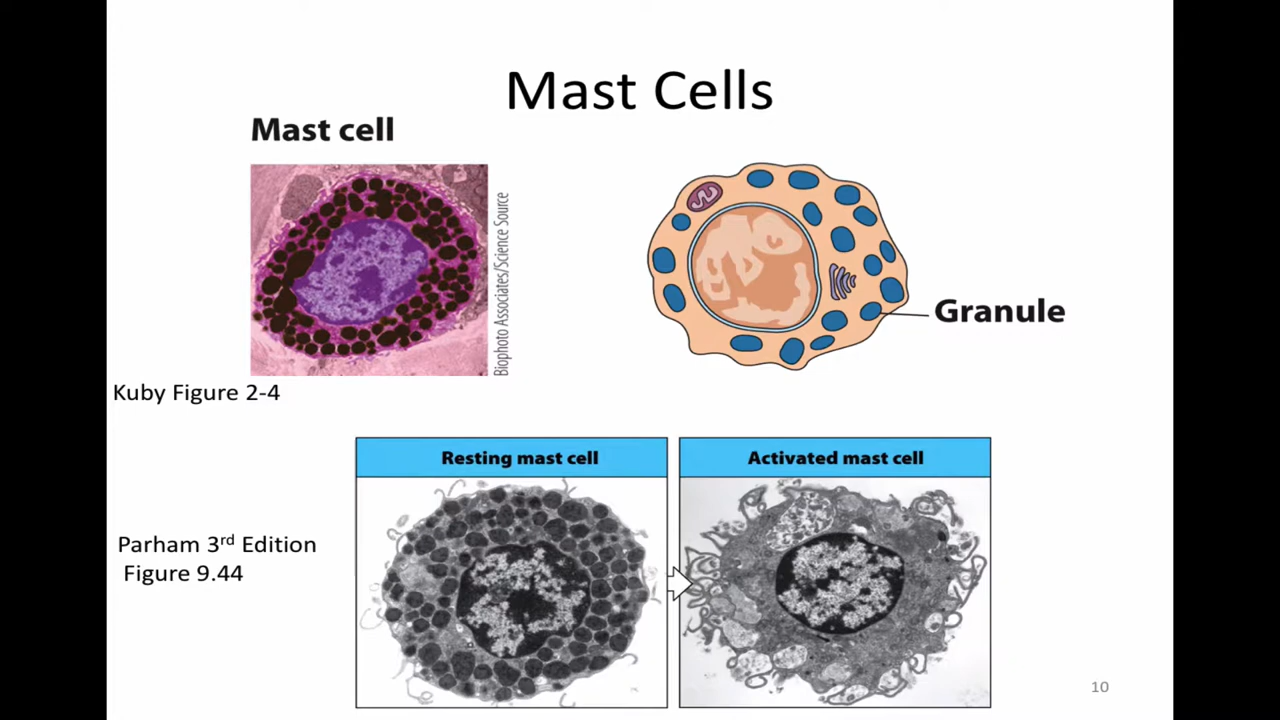 Mast Cells
Mast cell
Biophoto Associates/Science Source
Granule
Kuby Figure 2-4
Resting mast cell
Activated mast cell
Parham 3rd Edition
Figure 9.44
10